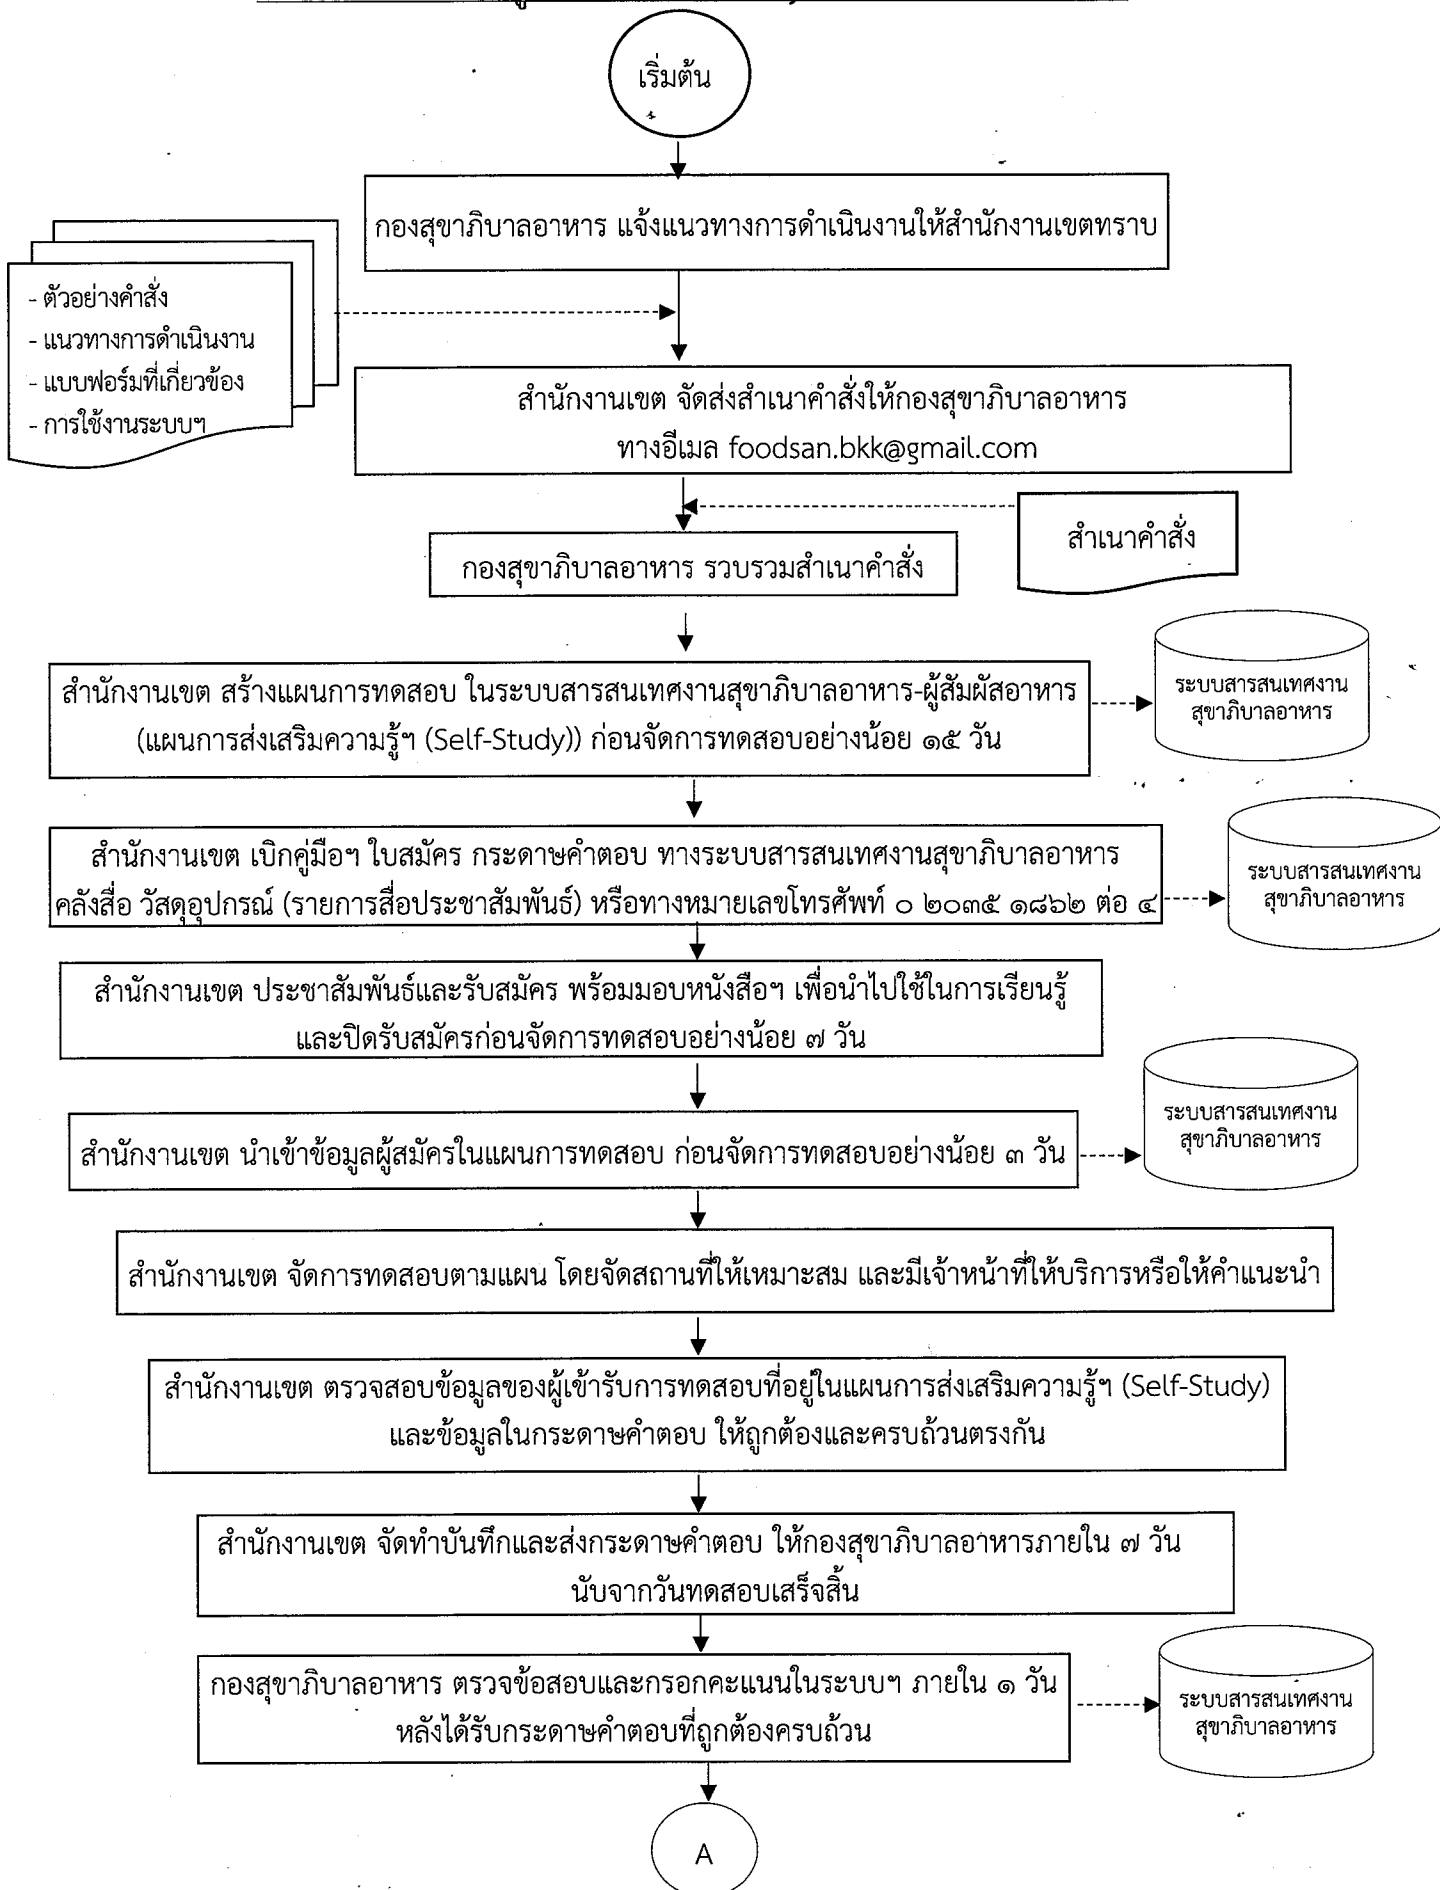 เริ่มต้น
กองสุขาภิบาลอาหาร แจ้งแนวทางการดำเนินงานให้สำนักงานเขตทราบ
- ตัวอย่างคำสั่ง
- แนวทางการดำเนินงาน
- แบบฟอร์มที่เกี่ยวข้อง
- การใช้งานระบบฯ
สำนักงานเขต จัดส่งสำเนาคำสั่งให้กองสุขาภิบาลอาหาร
ทางอีเมล foodsan.bkk@gmail.com
สำเนาคำสั่ง
กองสุขาภิบาลอาหาร รวบรวมสำเนาคำสั่ง
สำนักงานเขต สร้างแผนการทดสอบ ในระบบสารสนเทศงานสุขาภิบาลอาหาร-ผู้สัมผัสอาหาร
(แผนการส่งเสริมความรู้ฯ (Self-Study)) ก่อนจัดการทดสอบอย่างน้อย ๑๕ วัน
ระบบสารสนเทศงาน
สุขาภิบาลอาหาร
สำนักงานเขต เบิกคู่มือฯ ใบสมัคร กระดาษคำตอบ ทางระบบสารสนเทศงานสุขาภิบาลอาหาร
คลังสื่อ วัสดุอุปกรณ์ (รายการสื่อประชาสัมพันธ์) หรือทางหมายเลขโทรศัพท์ ๐ ๒๐๓๕ ๑๘๖๒ ต่อ ๔
ระบบสารสนเทศงาน
สุขาภิบาลอาหาร
สำนักงานเขต ประชาสัมพันธ์และรับสมัคร พร้อมมอบหนังสือฯ เพื่อนำไปใช้ในการเรียนรู้
และปิดรับสมัครก่อนจัดการทดสอบอย่างน้อย ๗ วัน
สำนักงานเขต นำเข้าข้อมูลผู้สมัครในแผนการทดสอบ ก่อนจัดการทดสอบอย่างน้อย ๓ วัน
ระบบสารสนเทศงาน
สุขาภิบาลอาหาร
สำนักงานเขต จัดการทดสอบตามแผน โดยจัดสถานที่ให้เหมาะสม และมีเจ้าหน้าที่ให้บริการหรือให้คำแนะนำ
สำนักงานเขต ตรวจสอบข้อมูลของผู้เข้ารับการทดสอบที่อยู่ในแผนการส่งเสริมความรู้ฯ (Self-Study)
และข้อมูลในกระดาษคำตอบ ให้ถูกต้องและครบถ้วนตรงกัน
สำนักงานเขต จัดทำบันทึกและส่งกระดาษคำตอบ ให้กองสุขาภิบาลอาหารภายใน ๗ วัน
นับจากวันทดสอบเสร็จสิ้น
กองสุขาภิบาลอาหาร ตรวจข้อสอบและกรอกคะแนนในระบบฯ ภายใน ๑ วัน
หลังได้รับกระดาษคำตอบที่ถูกต้องครบถ้วน
ระบบสารสนเทศงาน
สุขาภิบาลอาหาร
A